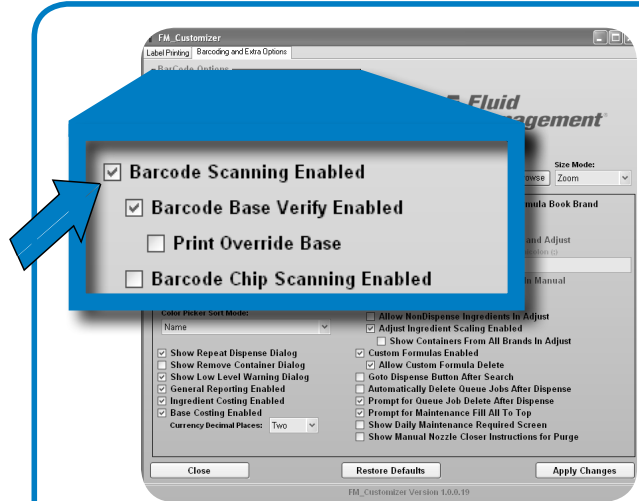 FM_Customizer
Label Printing Barcoding and Extra Options
BarCode Options
Fluid
Barcode Scanning Enabled
Size Mode:
Zoom
Barcode Base Verify Enabled
Book Brand
Print Override Base
Adjust
Barcode Chip Scanning Enabled
In Manual
Color Picker Sort Mode:
Name
Allow NonDispense Ingredients In Adjust
Adjust Ingredient Scaling Enabled
Show Containers From All Brands In Adjust
Show Repeat Dispense Dialog
Custom Formulas Enabled
Show Remove Container Dialog
Allow Custom Formula Delete
Show Low Level Warning Dialog
Goto Dispense Button After Search
General Reporting Enabled
Automatically Delete Queue Jobs After Dispense
Ingredient Costing Enabled
Prompt for Queue Job Delete After Dispense
Base Costing Enabled
Prompt for Maintenance Fill All To Top
Currency Decimal Places: Two
Show Daily Maintenance Required Screen
Show Manual Nozzle Closer Instructions for Purge
Close Restore Defaults Apply Changes
FM_Customizer Version 1.0.0.19